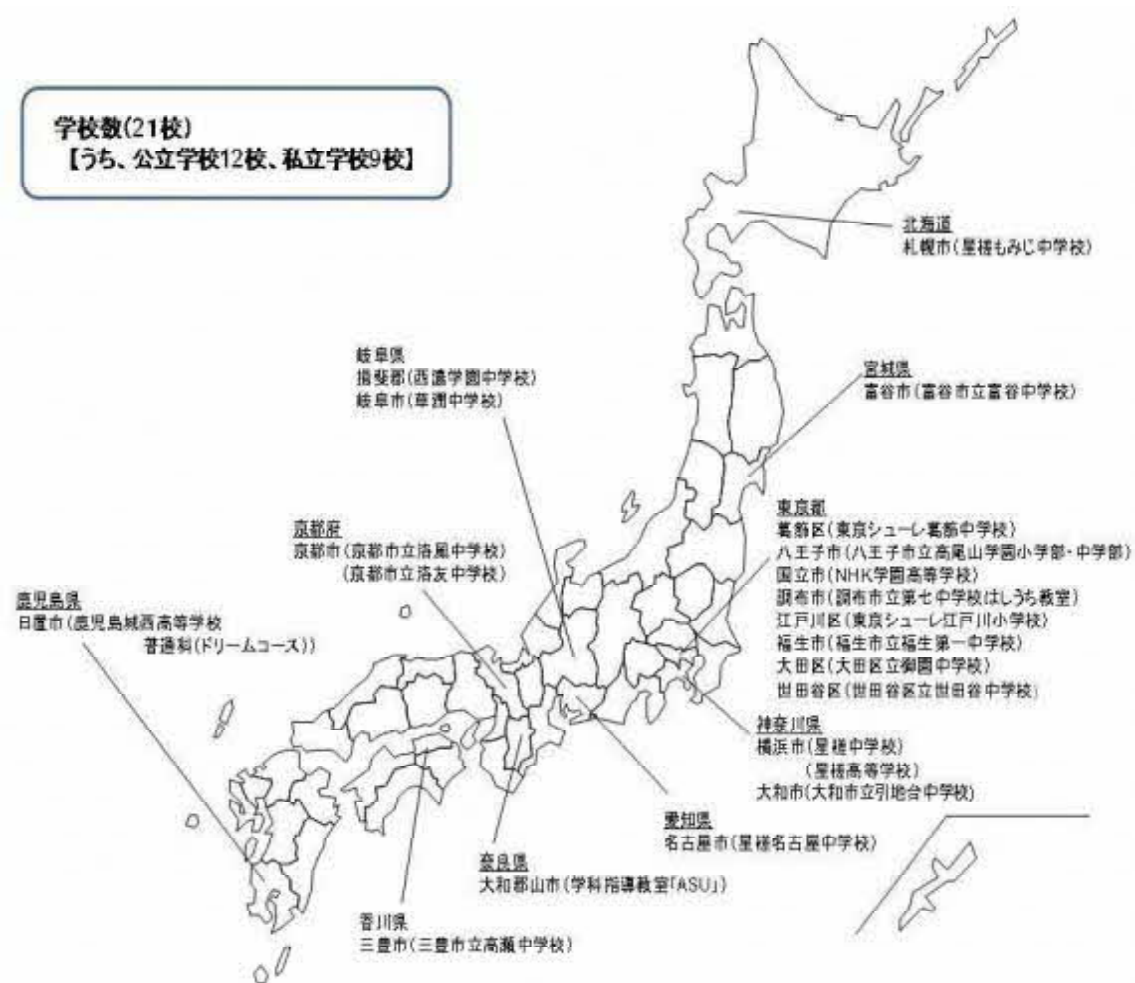 学校数(21校)
【うち、公立学校12校、私立学校9校】
北海道
札幌市(星槎もみじ中学校)
宮城県
富谷市(富谷市立富谷中学校)
岐阜県
揖斐郡(西濃学園中学校)
岐阜市(草潤中学校)
東京都
葛飾区(東京シューレ葛飾中学校)
八王子市(八王子市立高尾山学園小学部・中学部)
国立市(NHK学園高等学校)
調布市(調布市立第七中学校はしうち教室)
江戸川区(東京シューレ江戸川小学校)
福生市(福生市立福生第一中学校)
大田区(大田区立御園中学校)
世田谷区(世田谷区立世田谷中学校)
京都府
京都市(京都市立洛風中学校)
(京都市立洛友中学校)
鹿児島県
日置市(鹿児島城西高等学校
普通科(ドリームコース))
神奈川県
横浜市(星槎中学校)
(星槎高等学校)
大和市(大和市立引地台中学校)
愛知県
名古屋市(星槎名古屋中学校)
奈良県
大和郡山市(学科指導教室「ASU」)
香川県
三豊市(三豊市立高瀬中学校)